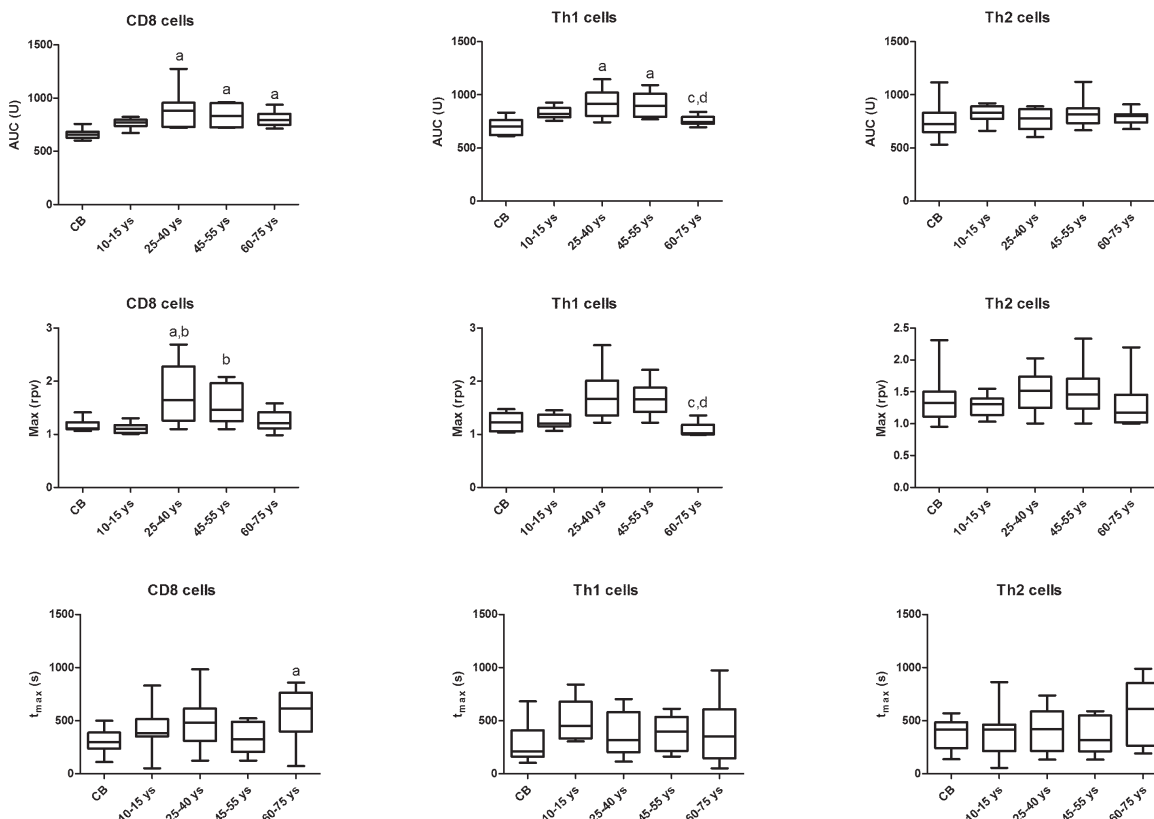 CD8 cells
AUC (U)
1500
1000
500
0
a
a
a
CB
10-15 ys
25-40 ys
45-55 ys
60-75 ys
Th1 cells
AUC (U)
1500
1000
500
0
a
a
c,d
CB
10-15 ys
25-40 ys
45-55 ys
60-75 ys
Th2 cells
AUC (U)
1500
1000
500
0
CB
10-15 ys
25-40 ys
45-55 ys
60-75 ys
CD8 cells
Max (rpv)
3
2
1
0
a,b
b
CB
10-15 ys
25-40 ys
45-55 ys
60-75 ys
Th1 cells
Max (rpv)
3
2
1
0
c,d
CB
10-15 ys
25-40 ys
45-55 ys
60-75 ys
Th2 cells
Max (rpv)
2.5
2.0
1.5
1.0
0.5
0.0
CB
10-15 ys
25-40 ys
45-55 ys
60-75 ys
CD8 cells
tmax (s)
1500
1000
500
0
a
CB
10-15 ys
25-40 ys
45-55 ys
60-75 ys
Th1 cells
tmax (s)
1500
1000
500
0
CB
10-15 ys
25-40 ys
45-55 ys
60-75 ys
Th2 cells
tmax (s)
1500
1000
500
0
CB
10-15 ys
25-40 ys
45-55 ys
60-75 ys